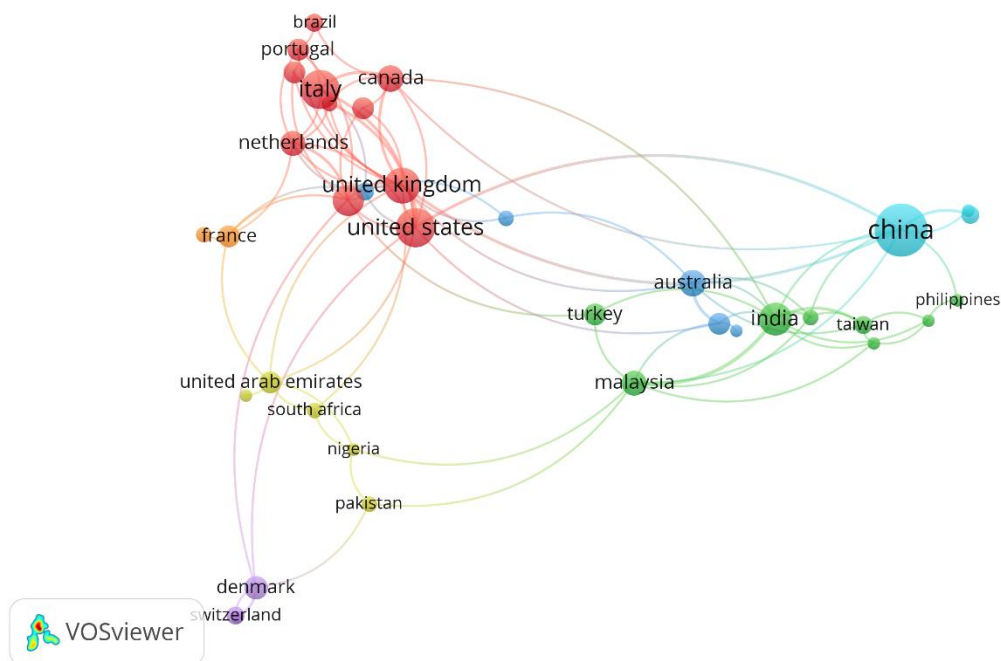 brazil
portugal
italy
canada
netherlands
united kingdom
united states
china
france
australia
philippines
turkey
india
taiwan
united arab emirates
malaysia
south africa
nigeria
pakistan
denmark
switzerland
VOSviewer